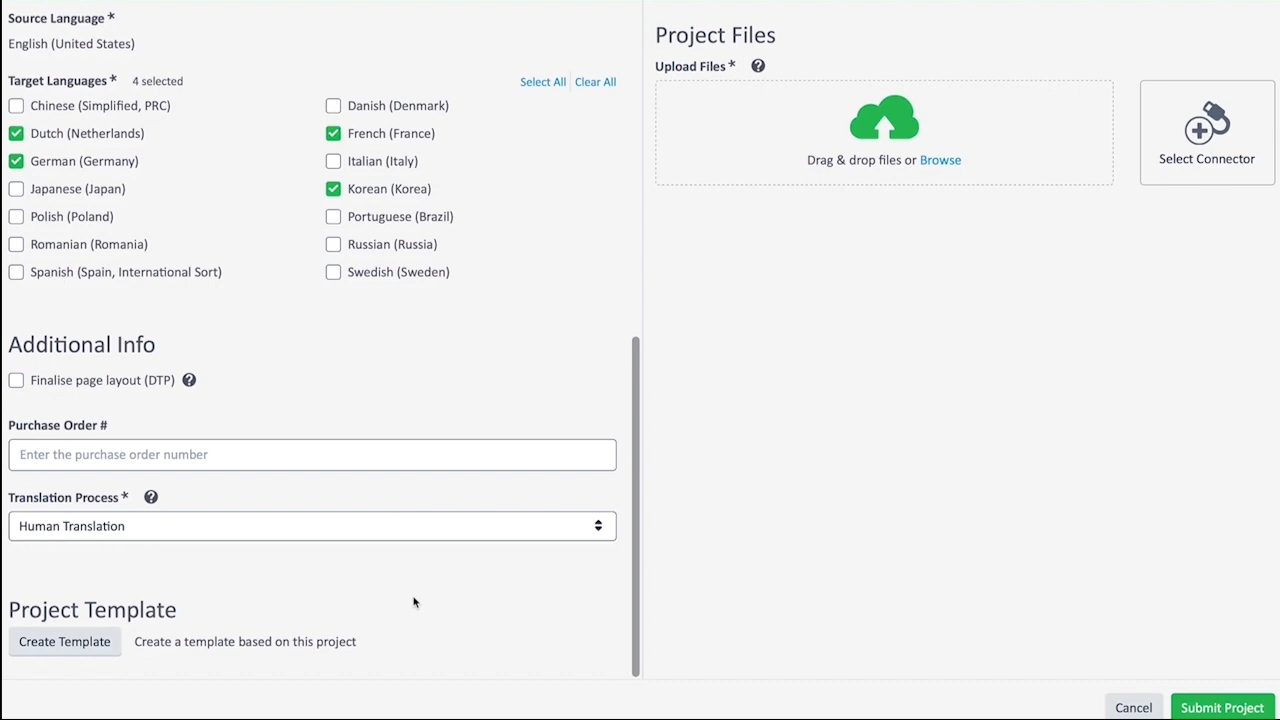 Source Language *
English (United States)
Target Languages * 4 selected Select All Clear All
Chinese (Simplified, PRC) Danish (Denmark)
Dutch (Netherlands) French (France)
German (Germany) Italian (Italy)
Japanese (Japan) Korean (Korea)
Polish (Poland) Portuguese (Brazil)
Romanian (Romania) Russian (Russia)
Spanish (Spain, International Sort) Swedish (Sweden)
Additional Info
Finalise page layout (DTP) ?
Purchase Order #
Enter the purchase order number
Translation Process * ?
Human Translation
Project Template
Create Template Create a template based on this project
Project Files
Upload Files * ?
Drag & drop files or Browse
Select Connector
Cancel Submit Project